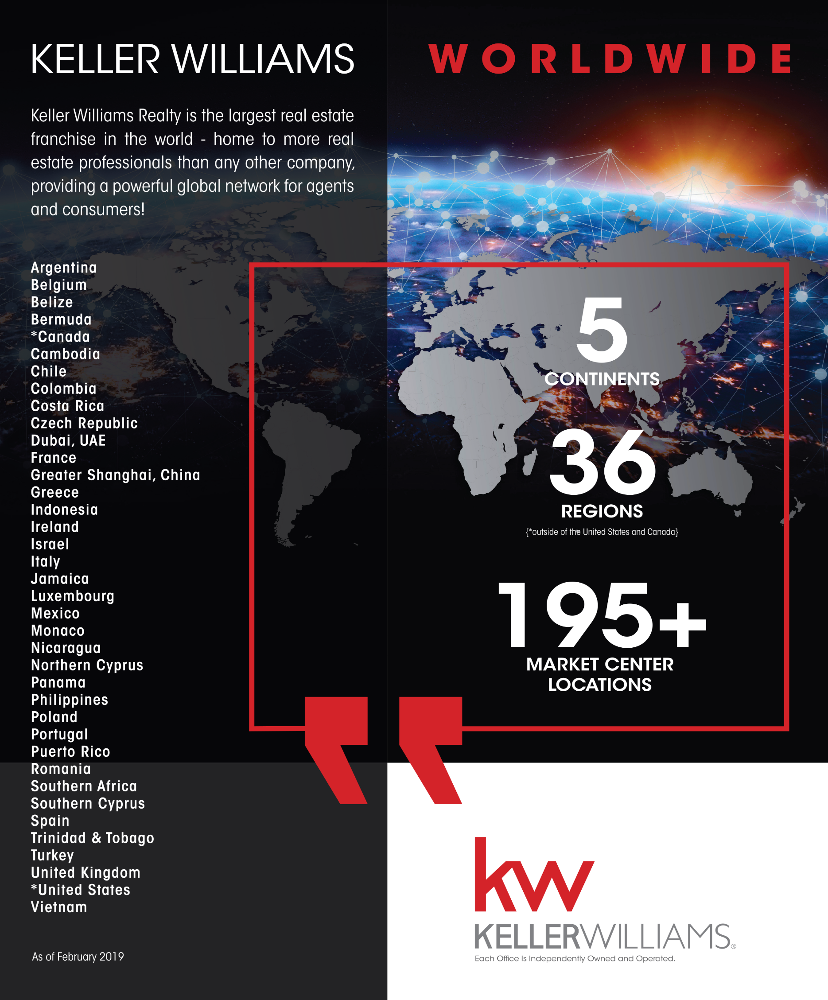 KELLER WILLIAMS WORLDWIDE
Keller Williams Realty is the largest real estate
franchise in the world - home to more real
estate professionals than any other company,
providing a powerful global network for agents
and consumers!
Argentina
Belgium
Belize
Bermuda
*Canada
Cambodia
Chile
Colombia
Costa Rica
Czech Republic
Dubai, UAE
France
Greater Shanghai, China
Greece
Indonesia
Ireland
Israel
Italy
Jamaica
Luxembourg
Mexico
Monaco
Nicaragua
Northern Cyprus
Panama
Philippines
Poland
Portugal
Puerto Rico
Romania
Southern Africa
Southern Cyprus
Spain
Trinidad & Tobago
Turkey
United Kingdom
*United States
Vietnam
As of February 2019
5
CONTINENTS
36
REGIONS
{*outside of the United States and Canada}
195+
MARKET CENTER
LOCATIONS
kw
KELLERWILLIAMS®
Each Office Is Independently Owned and Operated.